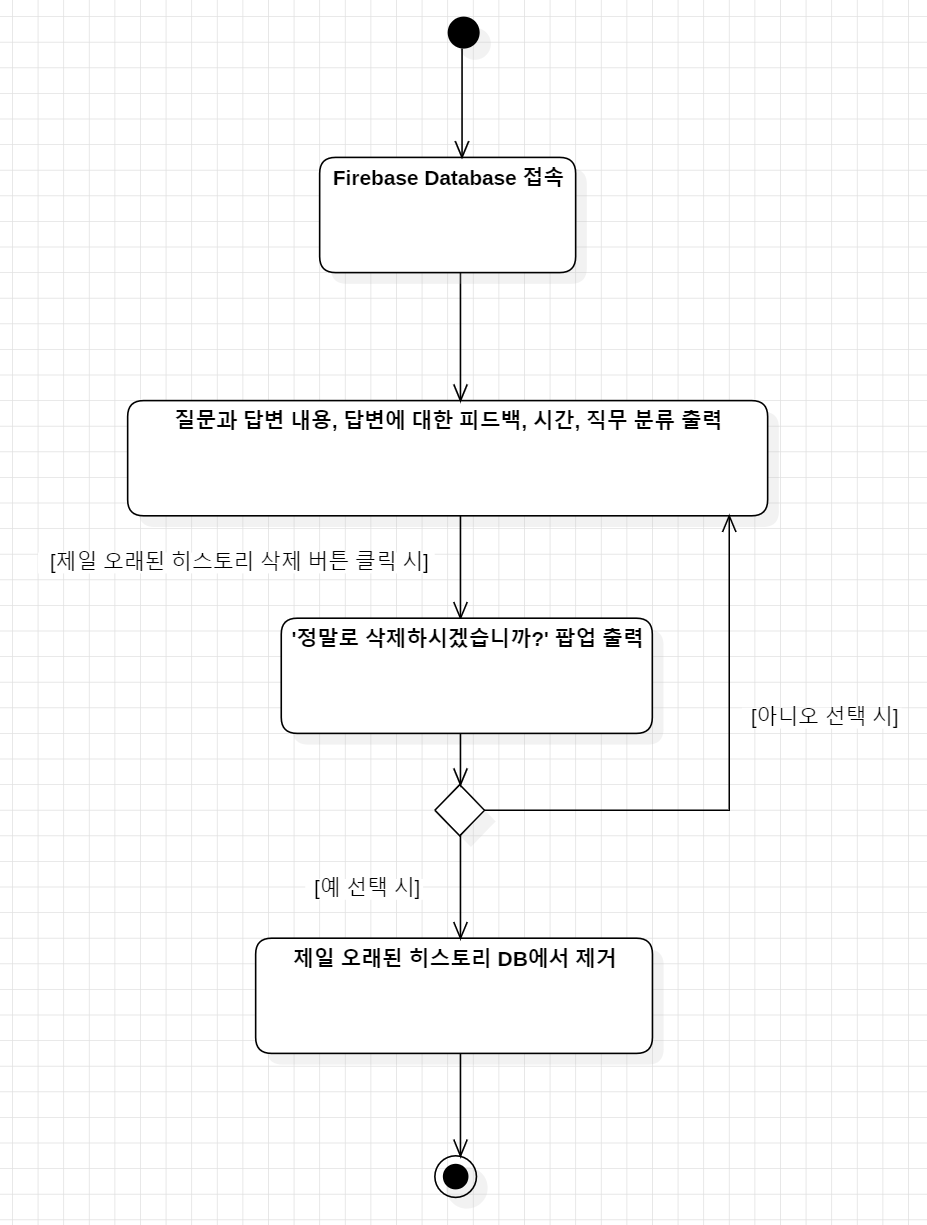 Firebase Database 접속
질문과 답변 내용, 답변에 대한 피드백, 시간, 직무 분류 출력
[제일 오래된 히스토리 삭제 버튼 클릭 시]
'정말로 삭제하시겠습니까?' 팝업 출력
[아니오 선택 시]
[예 선택 시]
제일 오래된 히스토리 DB에서 제거